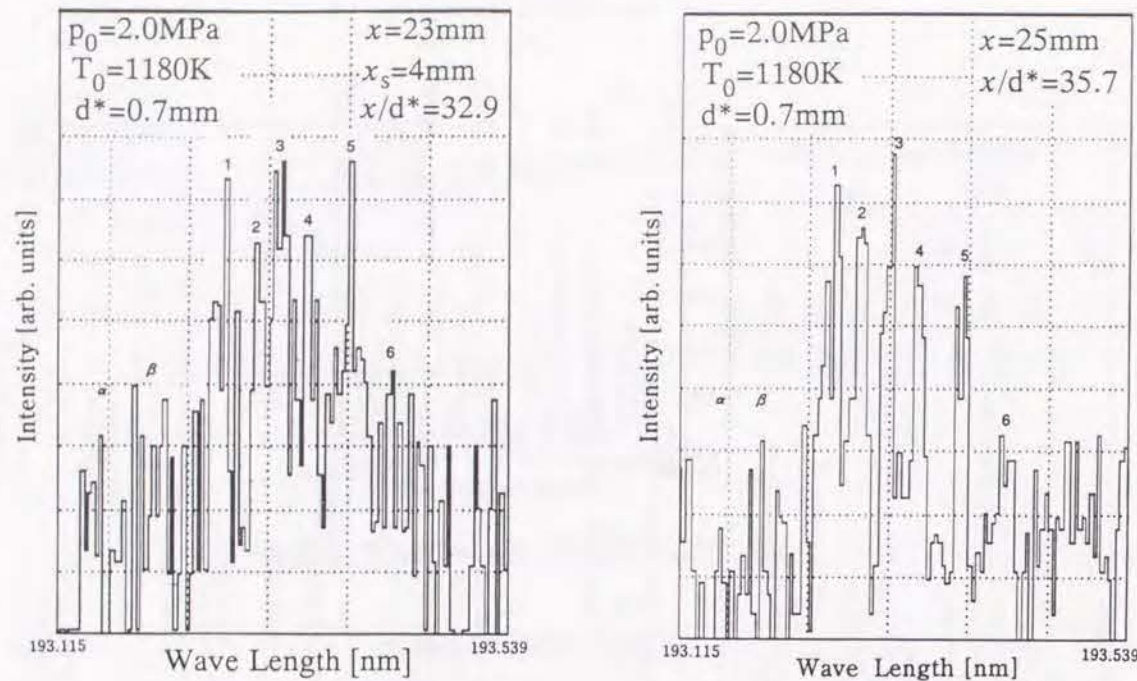 p₀=2.0MPa
T₀=1180K
d*=0.7mm
x=23mm
xₛ=4mm
x/d*=32.9
1
2
3
4
5
6
α
β
Intensity [arb. units]
193.115
193.539
Wave Length [nm]
p₀=2.0MPa
T₀=1180K
d*=0.7mm
x=25mm
x/d*=35.7
1
2
3
4
5
6
α
β
Intensity [arb. units]
193.115
193.539
Wave Length [nm]